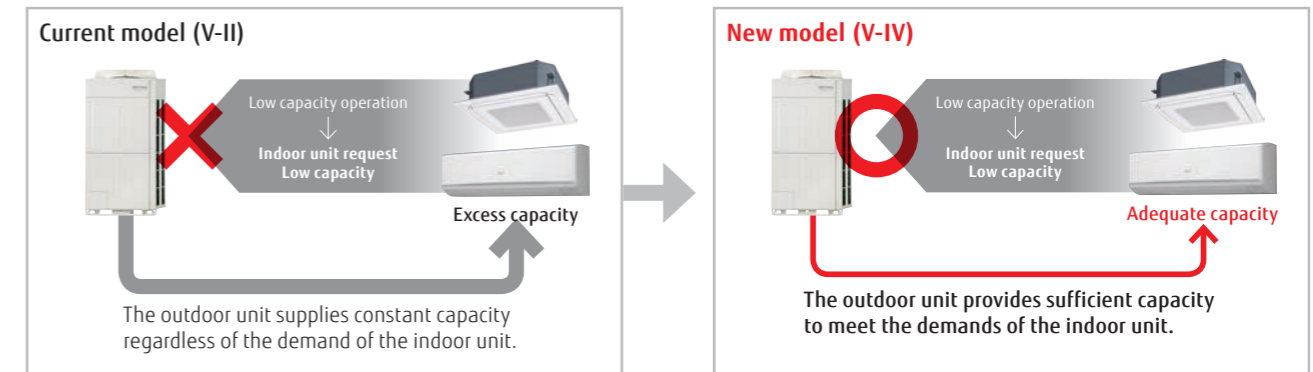 Current model (V-II)
Low capacity operation
Indoor unit request
Low capacity
Excess capacity
The outdoor unit supplies constant capacity
regardless of the demand of the indoor unit.
New model (V-IV)
Low capacity operation
Indoor unit request
Low capacity
Adequate capacity
The outdoor unit provides sufficient capacity
to meet the demands of the indoor unit.